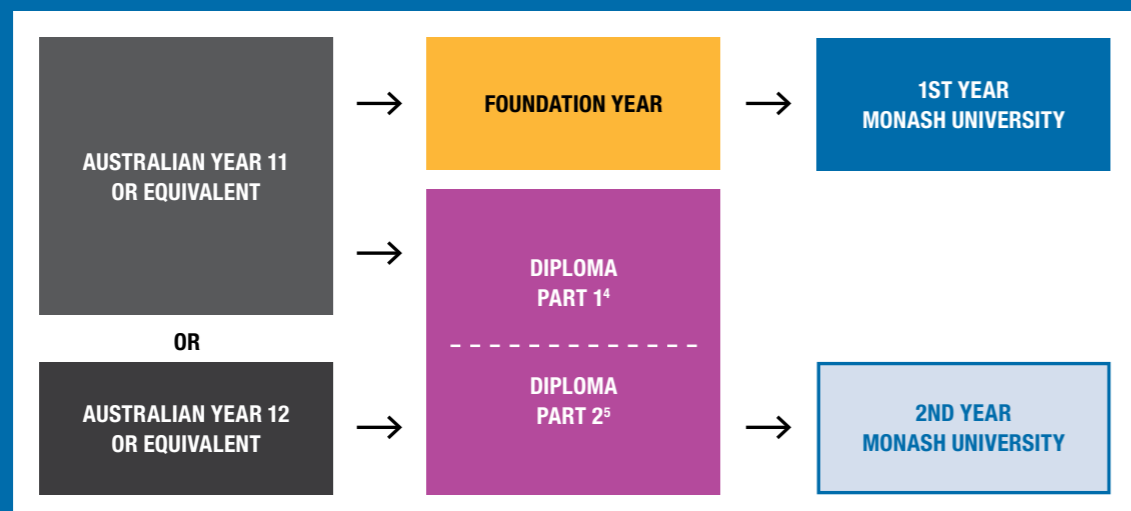 AUSTRALIAN YEAR 11
OR EQUIVALENT
OR
AUSTRALIAN YEAR 12
OR EQUIVALENT
FOUNDATION YEAR
DIPLOMA
PART 1⁴
DIPLOMA
PART 2⁵
1ST YEAR
MONASH UNIVERSITY
2ND YEAR
MONASH UNIVERSITY